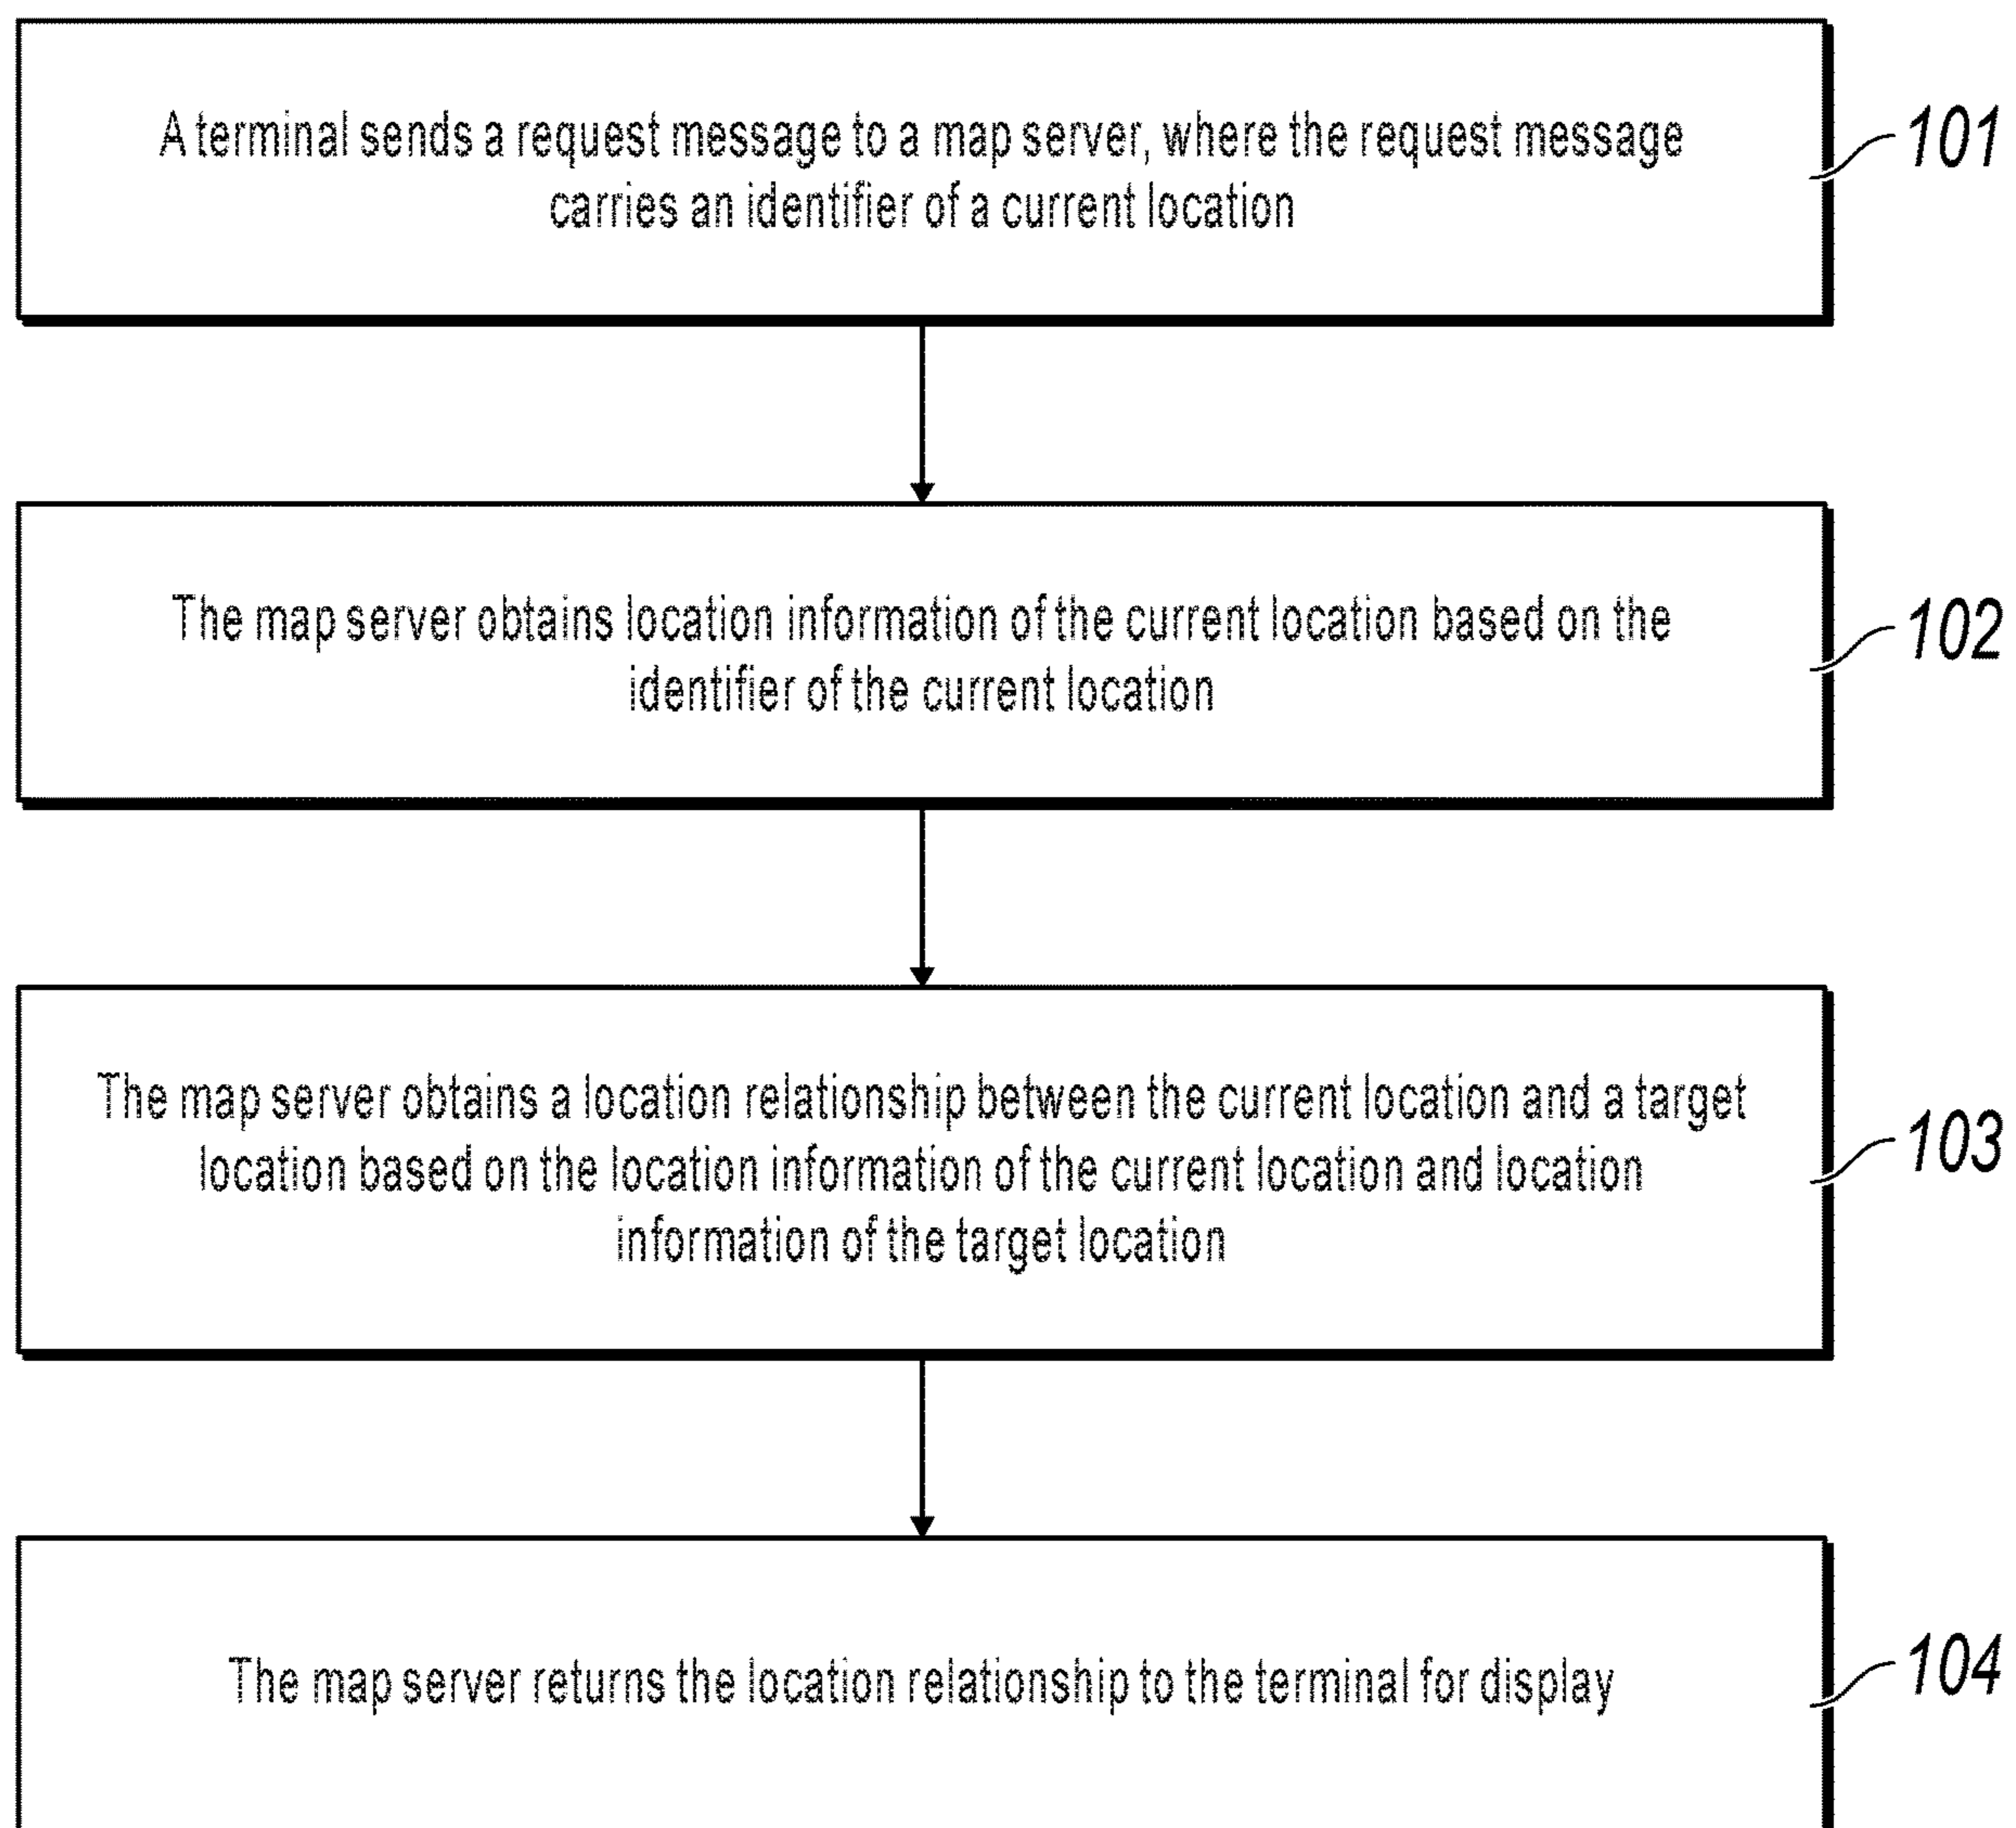 A terminal sends a request message to a map server, where the request message
carries an identifier of a current location
101
The map server obtains location information of the current location based on the
identifier of the current location
102
The map server obtains a location relationship between the current location and a target
location based on the location information of the current location and location
information of the target location
103
The map server returns the location relationship to the terminal for display
104